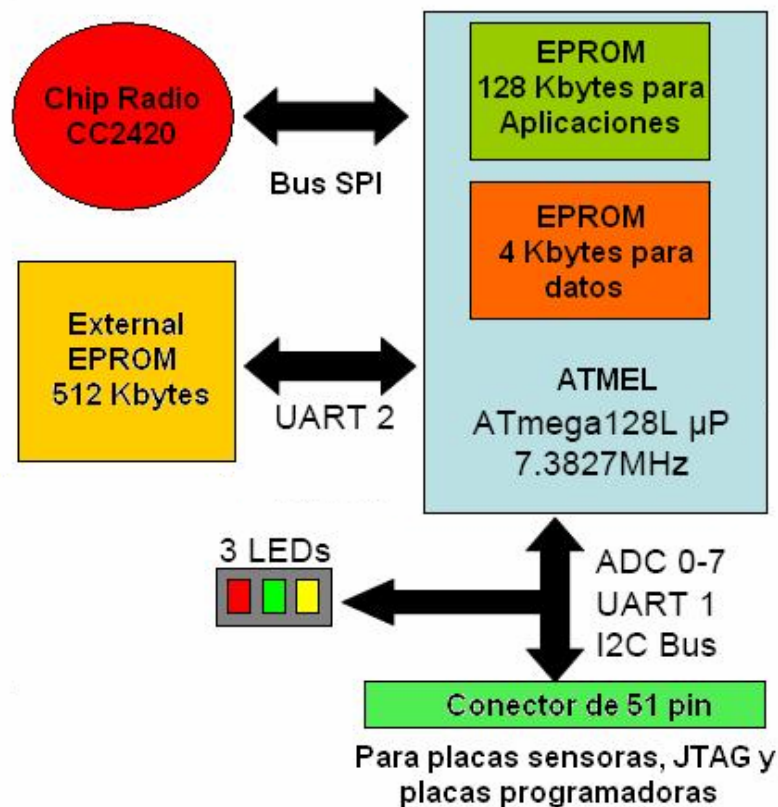 Chip Radio
CC2420
Bus SPI
EPROM
128 Kbytes para
Aplicaciones
EPROM
4 Kbytes para
datos
External
EPROM
512 Kbytes
UART 2
ATMEL
ATmega128L µP
7.3827MHz
3 LEDs
ADC 0-7
UART 1
I2C Bus
Conector de 51 pin
Para placas sensoras, JTAG y
placas programadoras